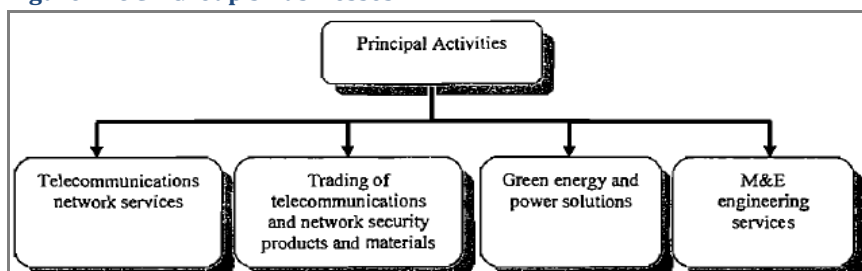 Principal Activities
Telecommunications
network services
Trading of
telecommunications
and network security
products and materials
Green energy and
power solutions
M&E
engineering
services